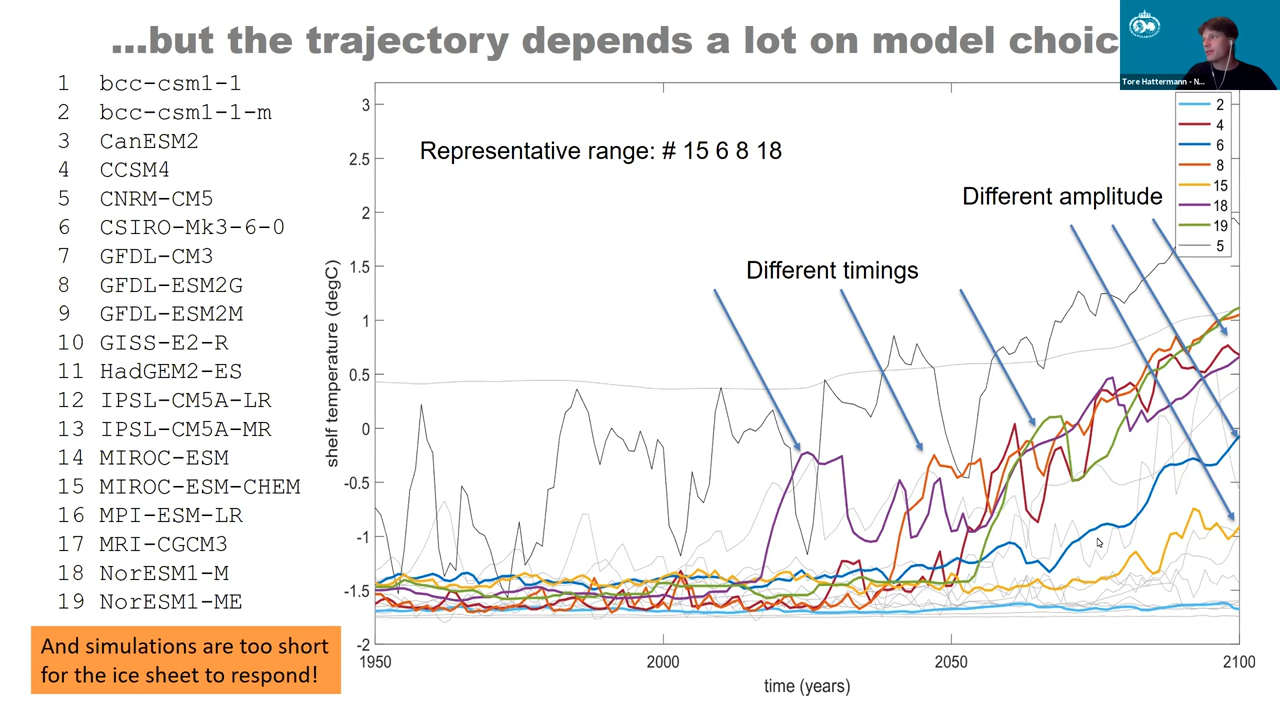 ...but the trajectory depends a lot on model choic
Tore Hattermann - N...
1 bcc-csm1-1
2 bcc-csm1-1-m
3 CanESM2
4 CCSM4
5 CNRM-CM5
6 CSIRO-Mk3-6-0
7 GFDL-CM3
8 GFDL-ESM2G
9 GFDL-ESM2M
10 GISS-E2-R
11 HadGEM2-ES
12 IPSL-CM5A-LR
13 IPSL-CM5A-MR
14 MIROC-ESM
15 MIROC-ESM-CHEM
16 MPI-ESM-LR
17 MRI-CGCM3
18 NorESM1-M
19 NorESM1-ME
And simulations are too short
for the ice sheet to respond!
shelf temperature (degC)
3
2.5
2
1.5
1
0.5
0
-0.5
-1
-1.5
-2
Representative range: # 15 6 8 18
Different timings
Different amplitude
2
4
6
8
15
18
19
5
1950
2000
2050
2100
time (years)